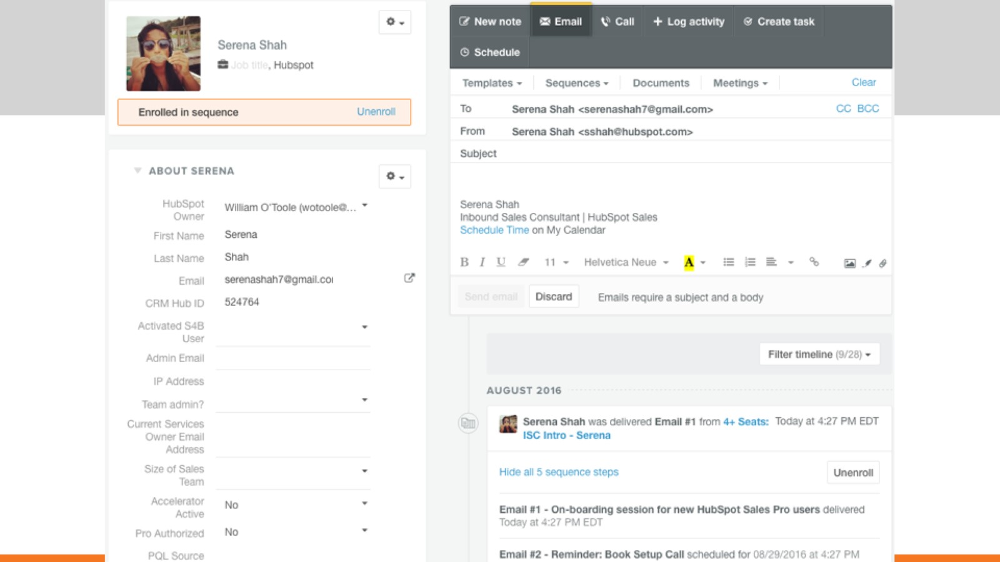 Serena Shah
Job title, Hubspot
Enrolled in sequence
Unenroll
ABOUT SERENA
HubSpot Owner
William O'Toole (wotoole@...
First Name
Serena
Last Name
Shah
Email
serenashah7@gmail.co
CRM Hub ID
524764
Activated S4B User
Admin Email
IP Address
Team admin?
Current Services Owner Email Address
Size of Sales Team
Accelerator Active
No
Pro Authorized
No
PQL Source
New note
Email
Call
Log activity
Create task
Schedule
Templates
Sequences
Documents
Meetings
Clear
To
Serena Shah <serenashah7@gmail.com>
CC BCC
From
Serena Shah <sshah@hubspot.com>
Subject
Serena Shah
Inbound Sales Consultant | HubSpot Sales
Schedule Time on My Calendar
B I U 11 Helvetica Neue A
Send email
Discard
Emails require a subject and a body
Filter timeline (9/28)
AUGUST 2016
Serena Shah was delivered Email #1 from 4+ Seats:
ISC Intro - Serena
Today at 4:27 PM EDT
Hide all 5 sequence steps
Unenroll
Email #1 - On-boarding session for new HubSpot Sales Pro users delivered
Today at 4:27 PM EDT
Email #2 - Reminder: Book Setup Call scheduled for 08/29/2016 at 4:27 PM